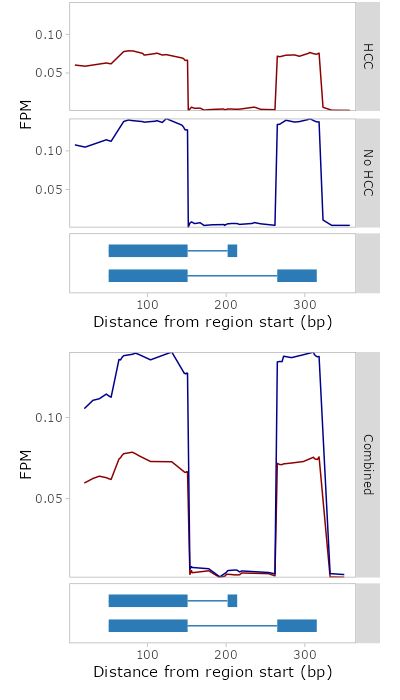 0.10
0.05
HCC
FPM
0.10
0.05
No HCC
100 200 300
Distance from region start (bp)
0.10
0.05
FPM
Combined
100 200 300
Distance from region start (bp)